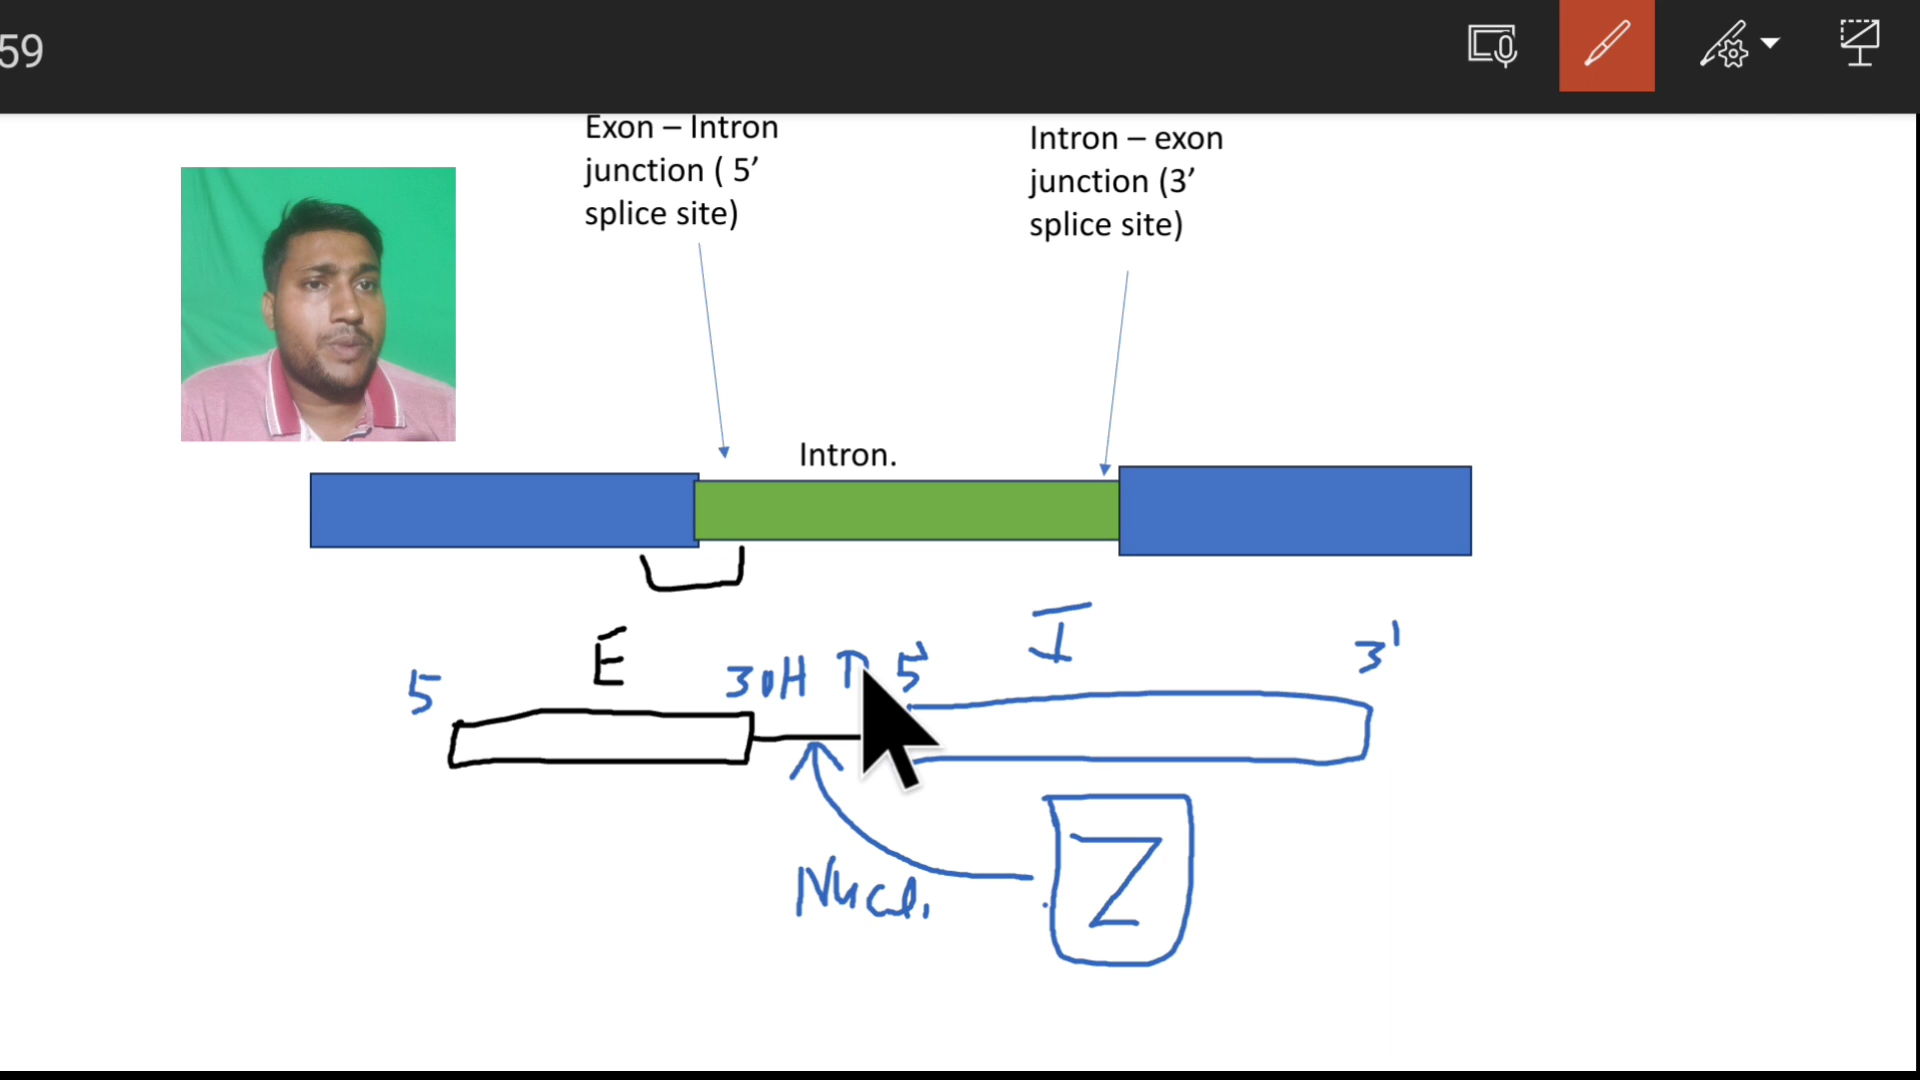 59
Exon – Intron
junction ( 5’
splice site)
Intron – exon
junction (3’
splice site)
Intron.
E
I
5
3OH
5'
3'
Nucl.
Z